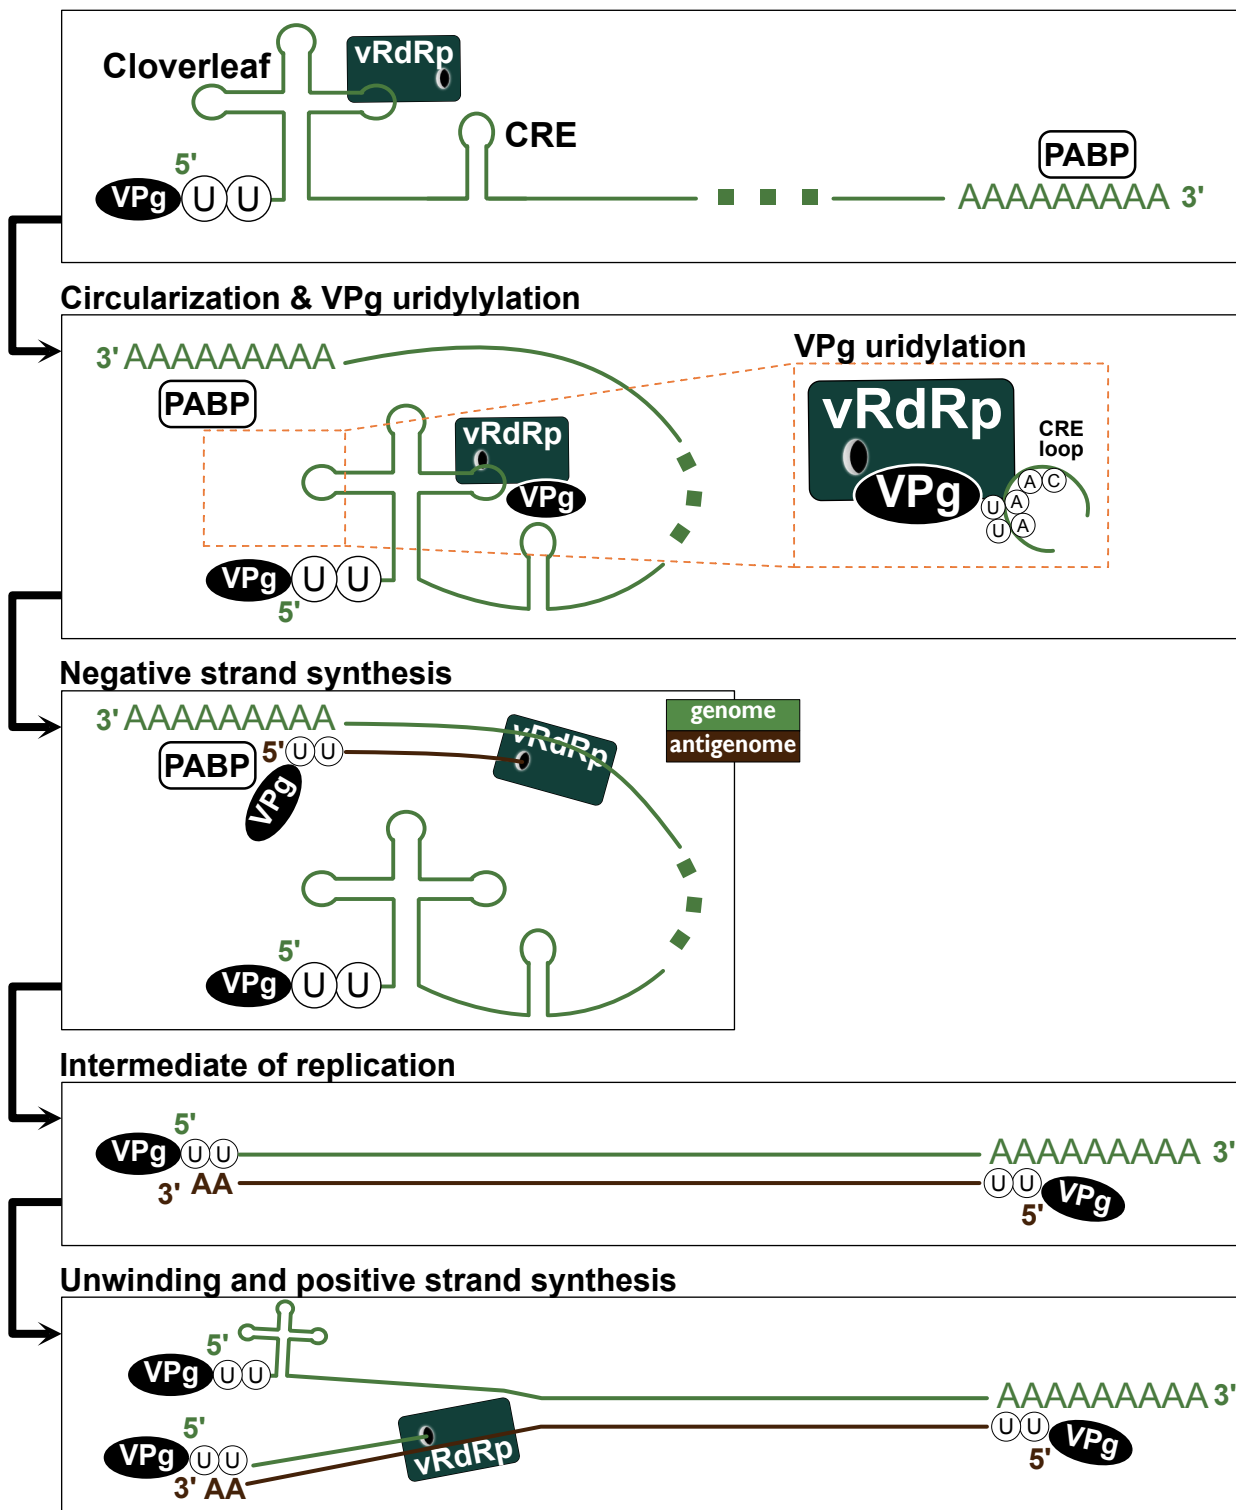 vRdRp
Cloverleaf
CRE
PABP
5'
VPg U U
AAAAAAAAA 3'
Circularization & VPg uridylylation
3' AAAAAAAAA
PABP
vRdRp
VPg
VPg U U
5'
VPg uridylation
vRdRp
VPg
CRE
loop
U U
A A A C
Negative strand synthesis
3' AAAAAAAAA
genome
antigenome
PABP
5' U U
VPg
vRdRp
5'
VPg U U
Intermediate of replication
5'
VPg U U
AAAAAAAAA 3'
3' AA
U U VPg
5'
Unwinding and positive strand synthesis
5'
VPg U U
AAAAAAAAA 3'
5'
VPg U U
3' AA
vRdRp
U U VPg
5'